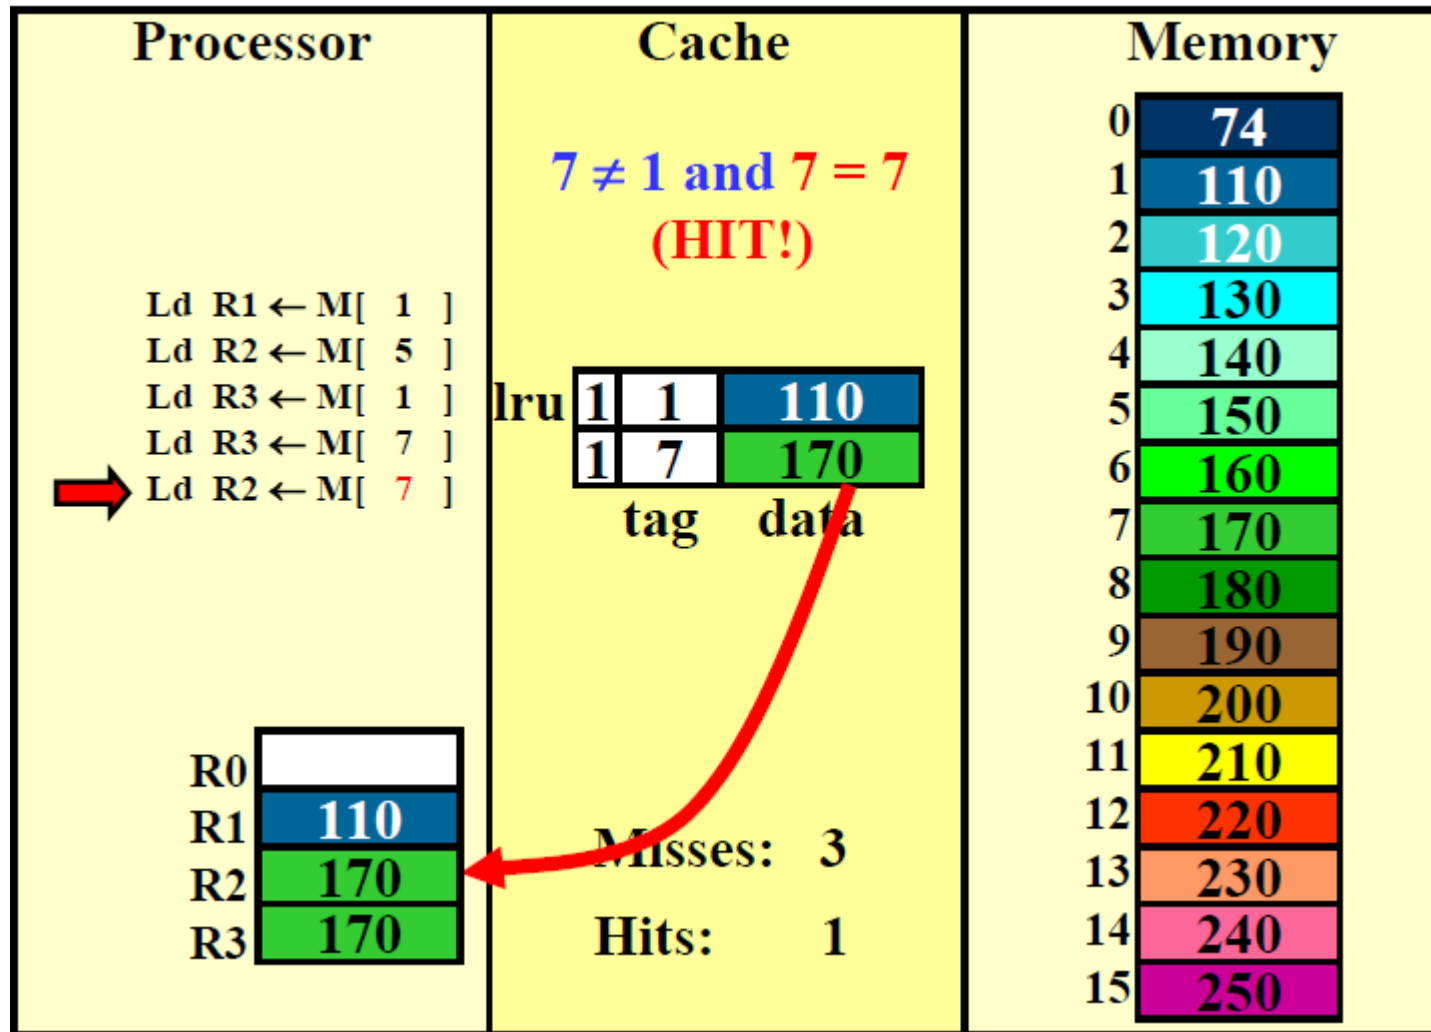 Processor
Ld R1 ← M[ 1 ]
Ld R2 ← M[ 5 ]
Ld R3 ← M[ 1 ]
Ld R3 ← M[ 7 ]
Ld R2 ← M[ 7 ]
R0
R1 110
R2 170
R3 170
Cache
7 ≠ 1 and 7 = 7
(HIT!)
lru 1 1 110
1 7 170
tag data
Misses: 3
Hits: 1
Memory
0 74
1 110
2 120
3 130
4 140
5 150
6 160
7 170
8 180
9 190
10 200
11 210
12 220
13 230
14 240
15 250